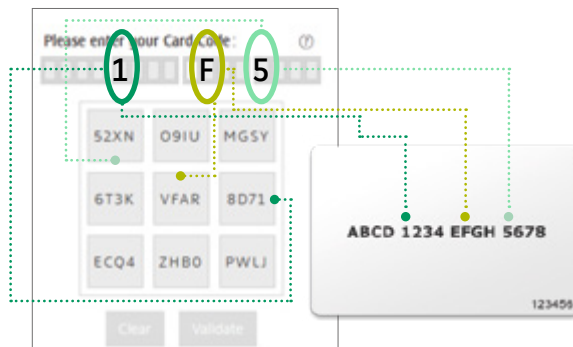 Please enter your Card Code: ?
1 F 5
52XN O9IU MGSY
6T3K VFAR 8D71
ECQ4 ZHB0 PWLJ
ABCD 1234 EFGH 5678
123456
Clear Validate